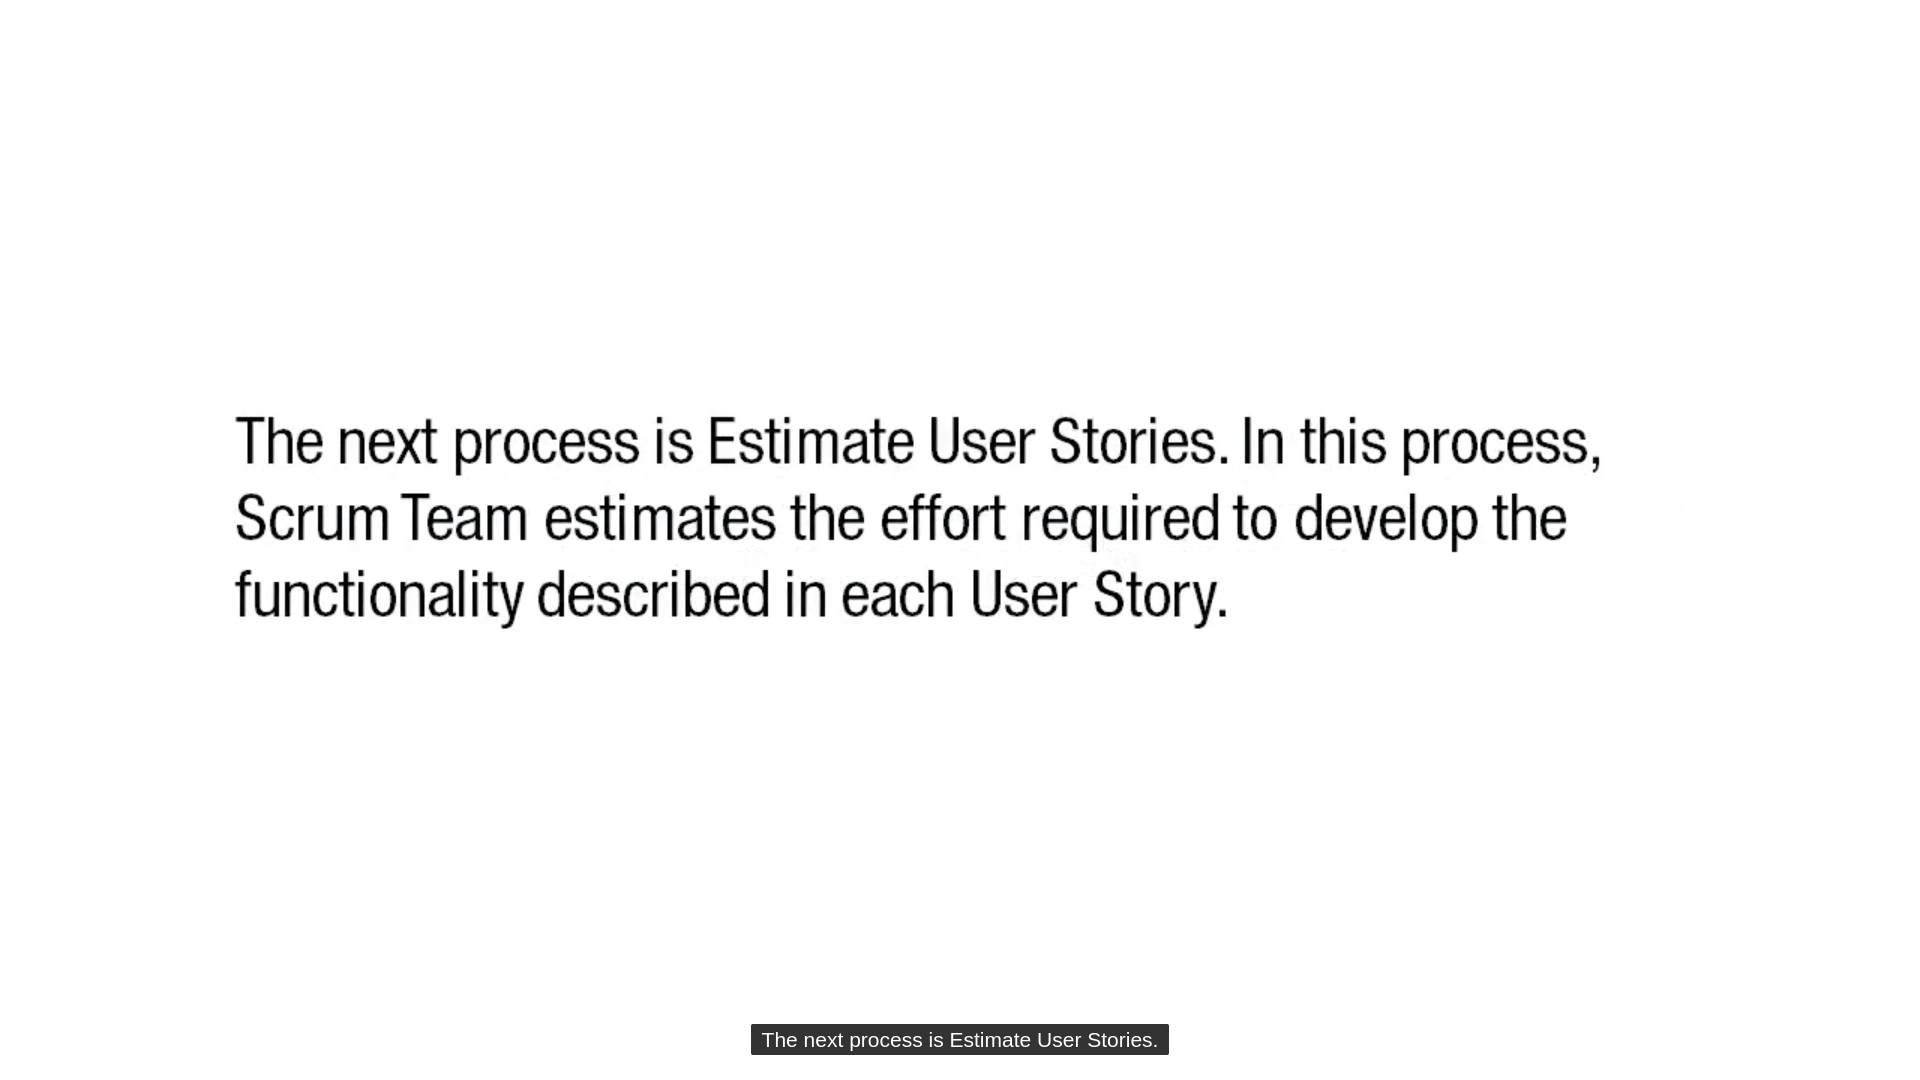 The next process is Estimate User Stories. In this process,
Scrum Team estimates the effort required to develop the
functionality described in each User Story.
The next process is Estimate User Stories.